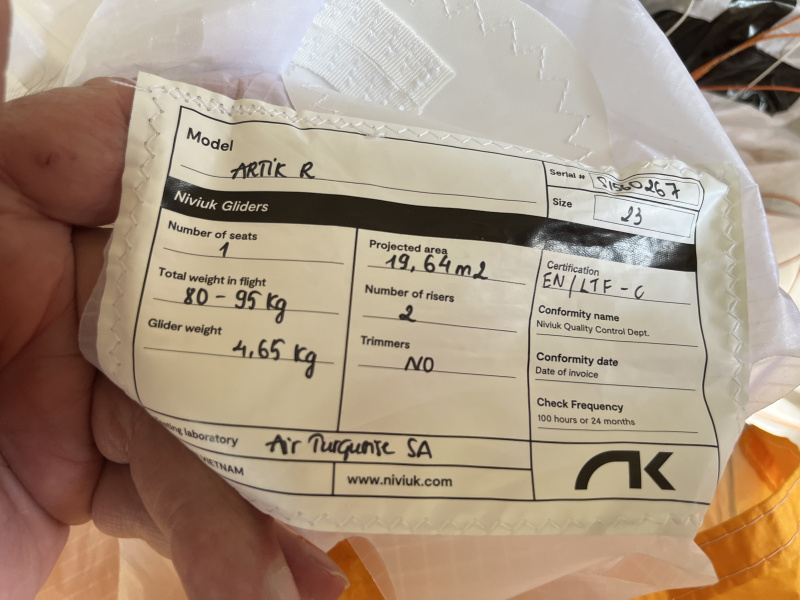 Model
ARTIK R
Serial #
Size
23
Niviuk Gliders
Number of seats
1
Total weight in flight
80 - 95 Kg
Glider weight
4,65 Kg
Projected area
19,64 m2
Number of risers
2
Trimmers
NO
Certification
EN/LTF - C
Conformity name
Niviuk Quality Control Dept.
Conformity date
Date of invoice
Check Frequency
100 hours or 24 months
laboratory
Air Turquoise SA
VIETNAM
www.niviuk.com